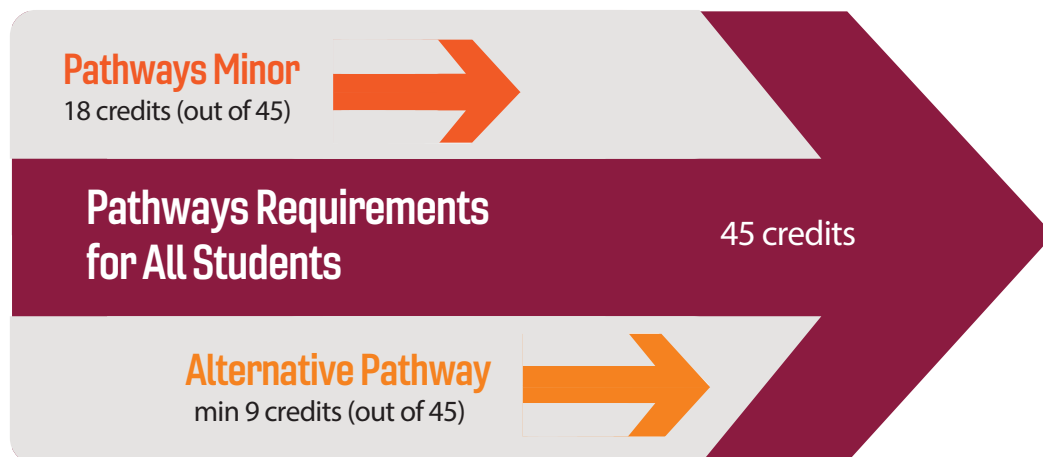 Pathways Minor
18 credits (out of 45)
Pathways Requirements
for All Students
45 credits
Alternative Pathway
min 9 credits (out of 45)